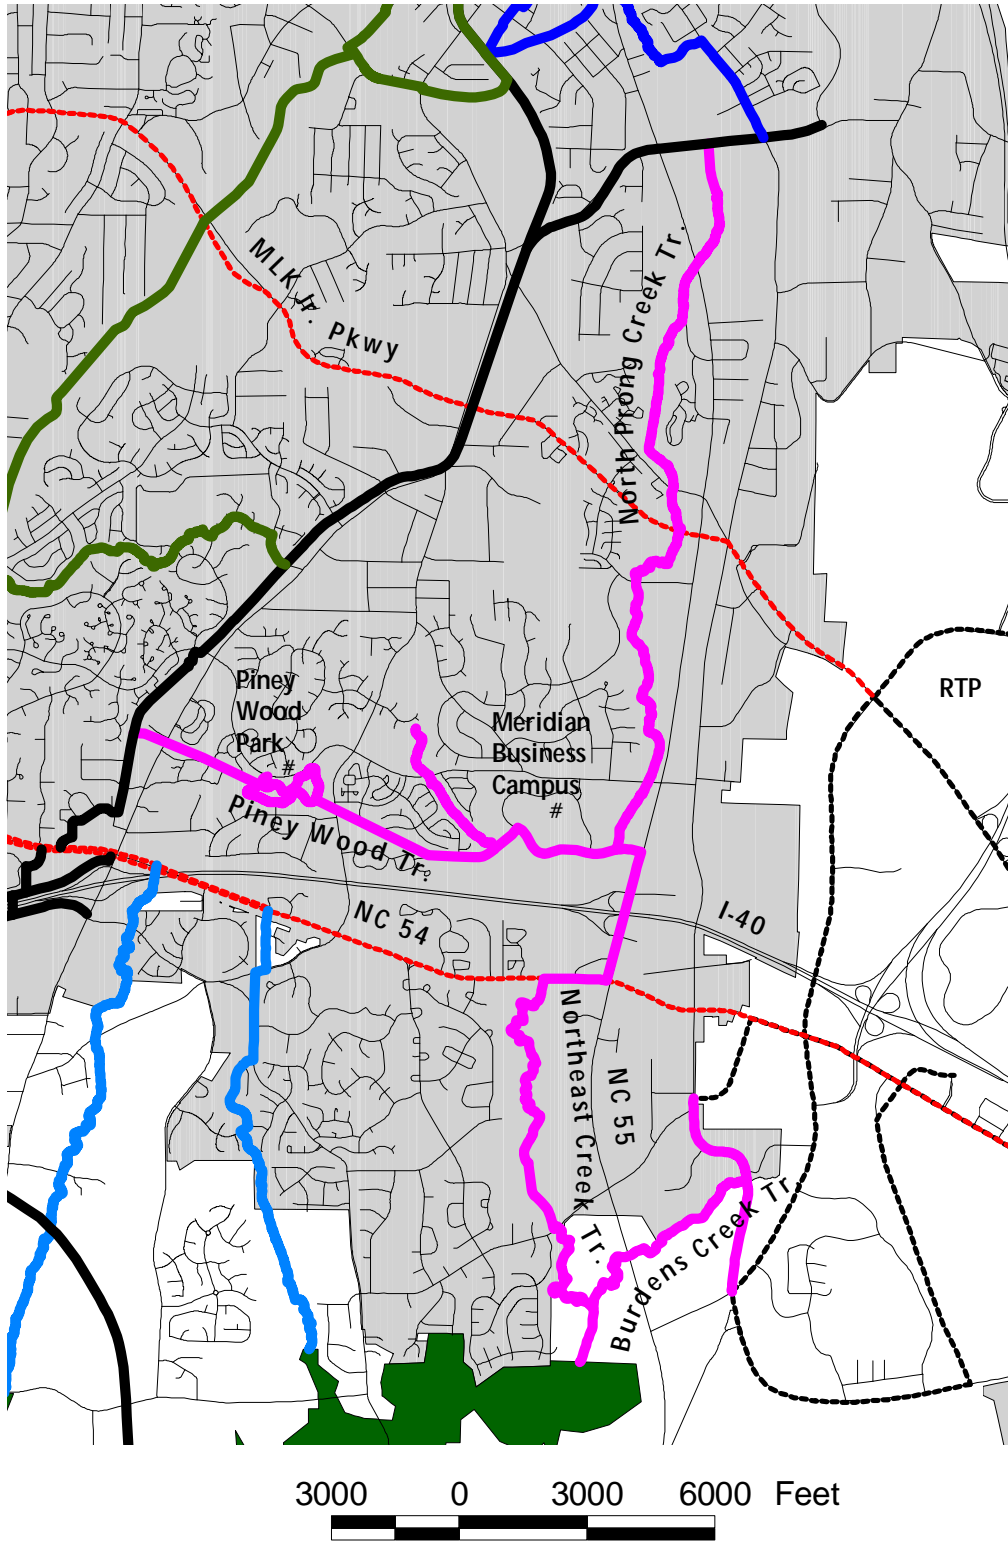 MLK Jr. Pkwy
North Prong Creek Tr.
RTP
Piney
Wood
Park
#
Meridian
Business
Campus
#
Piney Wood Tr.
NC 54
I-40
Northeast Creek Tr.
NC 55
Burdens Creek Tr
3000 0 3000 6000 Feet